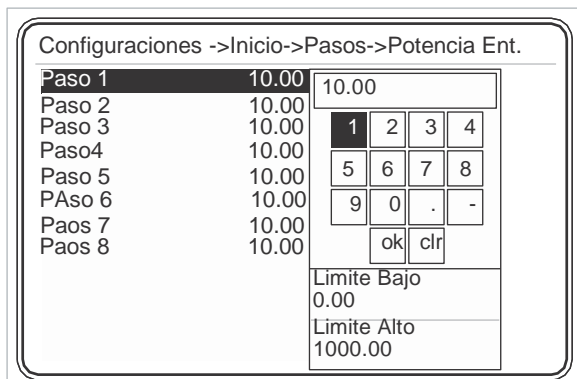 Configuraciones ->Inicio->Pasos->Potencia Ent.
Paso 1 10.00
Paso 2 10.00
Paso 3 10.00
Paso4 10.00
Paso 5 10.00
PAso 6 10.00
Paos 7 10.00
Paos 8 10.00
10.00
1 2 3 4
5 6 7 8
9 0 . -
ok clr
Limite Bajo
0.00
Limite Alto
1000.00